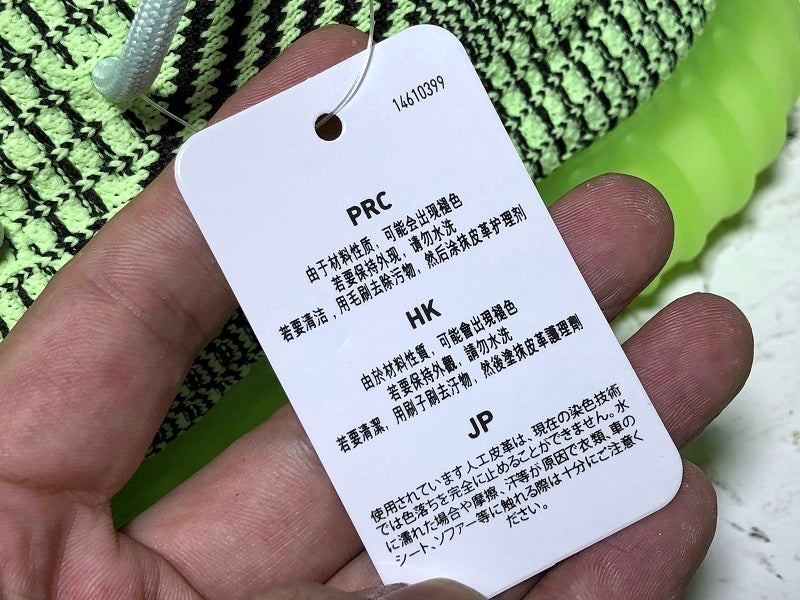 14610399
PRC
由于材料性质，可能会出现褪色
若要保持外现，请勿水洗
若要清洁，用毛刷去除污物，然后涂抹皮革护理剂
HK
由於材料性質，可能會出現褪色
若要保持外觀，請勿水洗
若要清潔，用刷子刷去汙物，然後塗抹皮革護理劑
JP
使用されています人工皮革は、現在の染色技術
では色落ちを完全に止めることができません。水
に濡れた場合や摩擦、汗等が原因で衣類、車の
シート、ソファー等に触れる際は十分にご注意く
ださい。